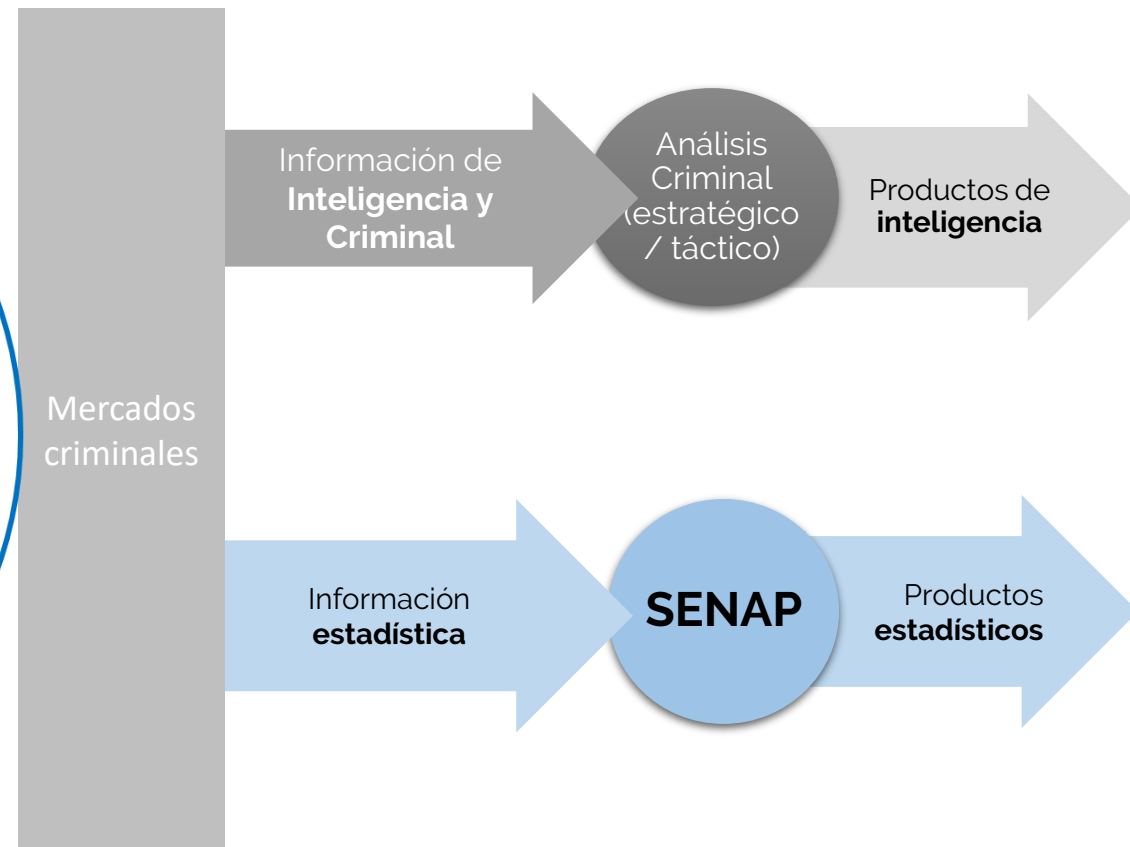 Mercados
criminales
Información de
Inteligencia y
Criminal
Análisis
Criminal
(estratégico
/ táctico)
Productos de
inteligencia
Información
estadística
SENAP
Productos
estadísticos